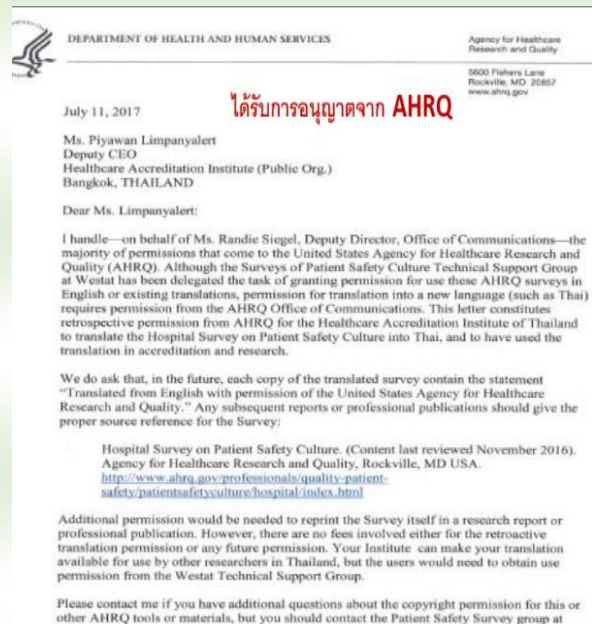 DEPARTMENT OF HEALTH AND HUMAN SERVICES
Agency for Healthcare
Research and Quality
5600 Fishers Lane
Rockville, MD 20857
www.ahrq.gov
July 11, 2017
ได้รับการอนุญาตจาก AHRQ
Ms. Piyawan Limpanyalert
Deputy CEO
Healthcare Accreditation Institute (Public Org.)
Bangkok, THAILAND
Dear Ms. Limpanyalert:
I handle—on behalf of Ms. Randie Siegel, Deputy Director, Office of Communications—the
majority of permissions that come to the United States Agency for Healthcare Research and
Quality (AHRQ). Although the Surveys of Patient Safety Culture Technical Support Group
at Westat has been delegated the task of granting permission for use these AHRQ surveys in
English or existing translations, permission for translation into a new language (such as Thai)
requires permission from the AHRQ Office of Communications. This letter constitutes
retrospective permission from AHRQ for the Healthcare Accreditation Institute of Thailand
to translate the Hospital Survey on Patient Safety Culture into Thai, and to have used the
translation in accreditation and research.
We do ask that, in the future, each copy of the translated survey contain the statement
"Translated from English with permission of the United States Agency for Healthcare
Research and Quality." Any subsequent reports or professional publications should give the
proper source reference for the Survey:
Hospital Survey on Patient Safety Culture. (Content last reviewed November 2016).
Agency for Healthcare Research and Quality, Rockville, MD USA.
http://www.ahrq.gov/professionals/quality-patient-
safety/patientsafetyculture/hospital/index.html
Additional permission would be needed to reprint the Survey itself in a research report or
professional publication. However, there are no fees involved either for the retroactive
translation permission or any future permission. Your Institute can make your translation
available for use by other researchers in Thailand, but the users would need to obtain use
permission from the Westat Technical Support Group.
Please contact me if you have additional questions about the copyright permission for this or
other AHRQ tools or materials, but you should contact the Patient Safety Survey group at